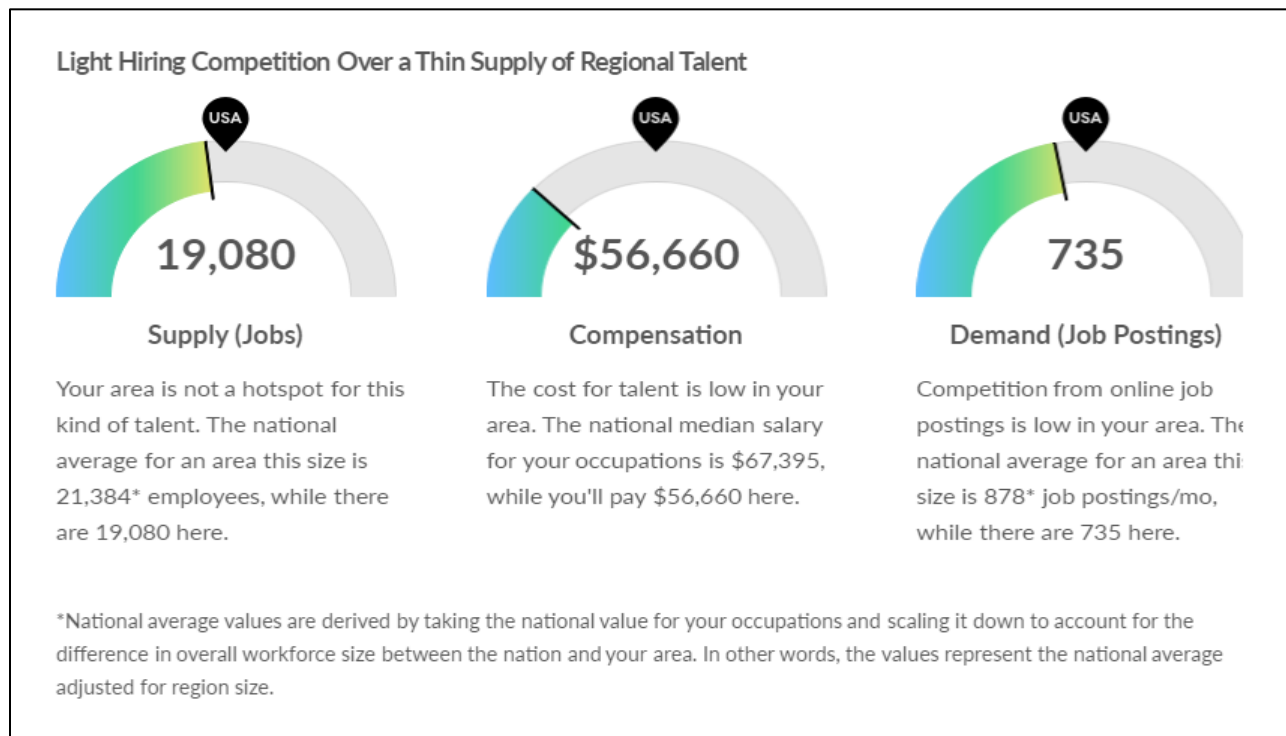 Light Hiring Competition Over a Thin Supply of Regional Talent
USA
USA
USA
19,080
$56,660
735
Supply (Jobs)
Compensation
Demand (Job Postings)
Your area is not a hotspot for this
kind of talent. The national
average for an area this size is
21,384* employees, while there
are 19,080 here.
The cost for talent is low in your
area. The national median salary
for your occupations is $67,395,
while you'll pay $56,660 here.
Competition from online job
postings is low in your area. The
national average for an area this
size is 878* job postings/mo,
while there are 735 here.
*National average values are derived by taking the national value for your occupations and scaling it down to account for the
difference in overall workforce size between the nation and your area. In other words, the values represent the national average
adjusted for region size.